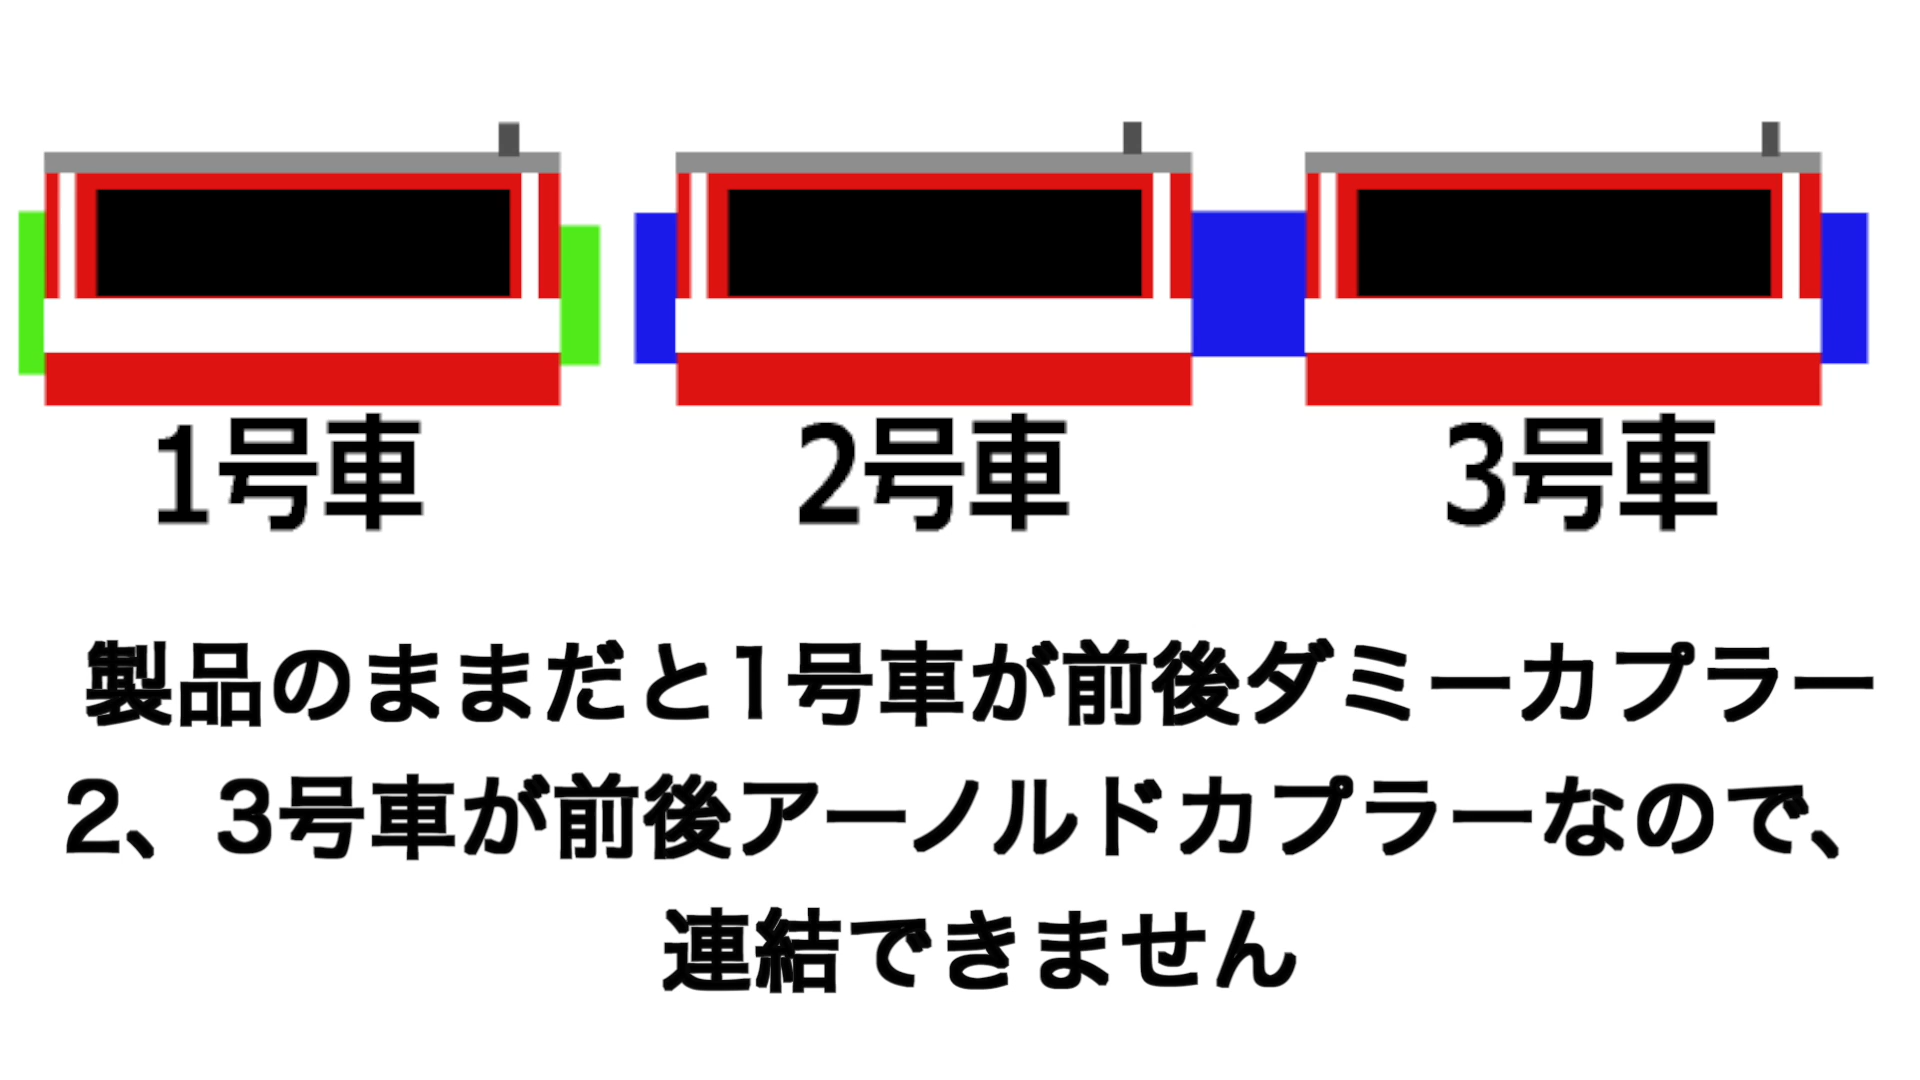 1号車 2号車 3号車
製品のままだと1号車が前後ダミーカプラー
2、3号車が前後アーノルドカプラーなので、
連結できません